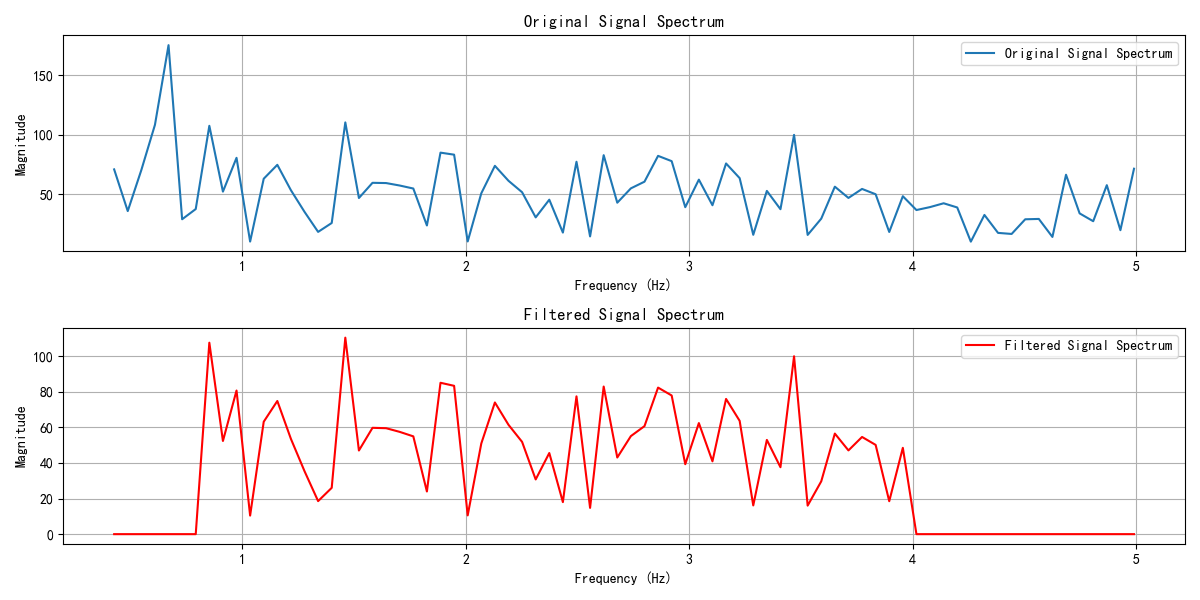 Original Signal Spectrum
Original Signal Spectrum
150
100
50
Magnitude
1 2 3 4 5
Frequency (Hz)
Filtered Signal Spectrum
Filtered Signal Spectrum
100
80
60
40
20
0
Magnitude
1 2 3 4 5
Frequency (Hz)